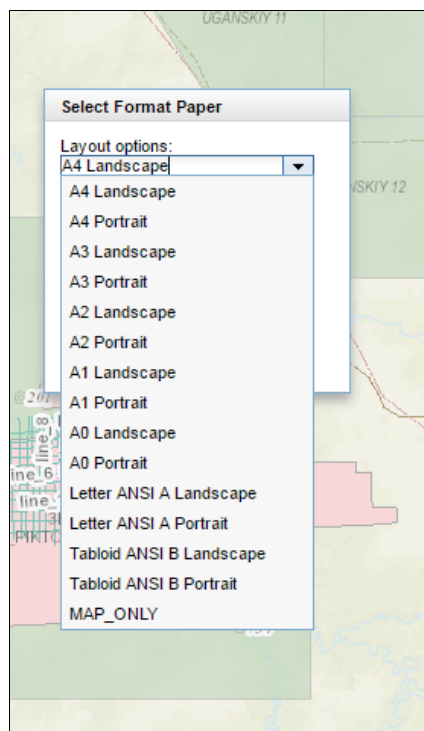 UGANSKIY 11
Select Format Paper
Layout options:
A4 Landscape
A4 Landscape
A4 Portrait
NSKIY 12
A3 Landscape
A3 Portrait
A2 Landscape
A2 Portrait
A1 Landscape
A1 Portrait
A0 Landscape
line_8
A0 Portrait
Letter ANSI A Landscape
line_
Letter ANSI A Portrait
Tabloid ANSI B Landscape
Tabloid ANSI B Portrait
MAP_ONLY